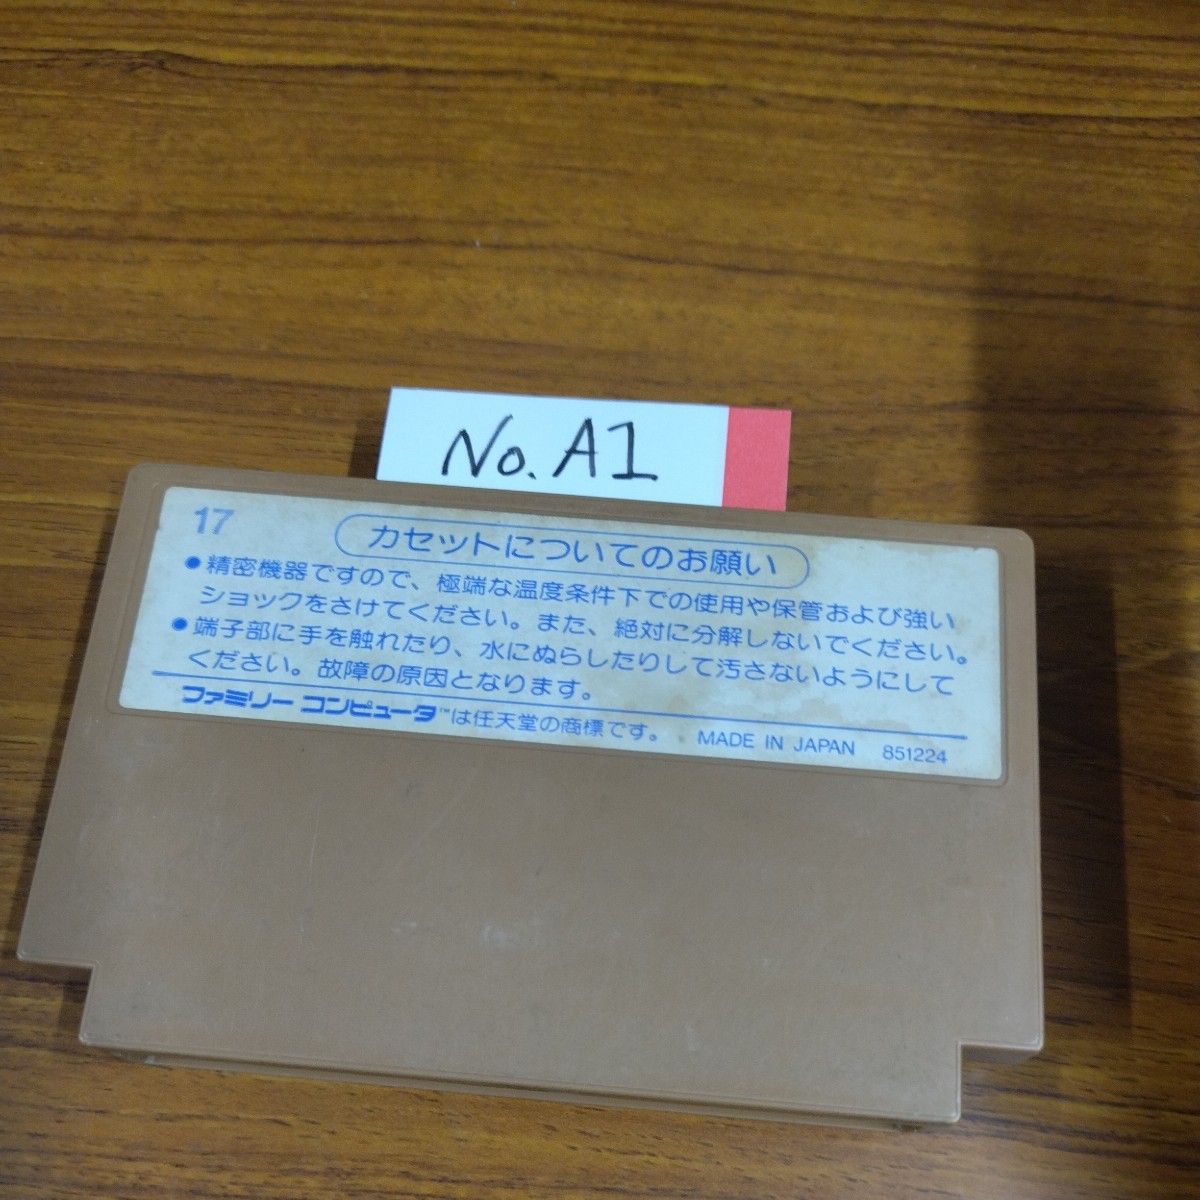 No. A1
17
カセットについてのお願い
●精密機器ですので、極端な温度条件下での使用や保管および強い
ショックをさけてください。また、絶対に分解しないでください。
●端子部に手を触れたり、水にぬらしたりして汚さないようにして
ください。故障の原因となります。
ファミリー コンピュータ™は任天堂の商標です。 MADE IN JAPAN 851224